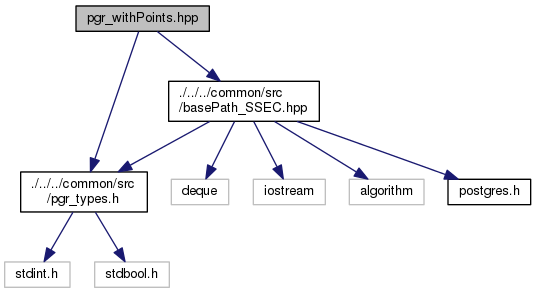 pgr_withPoints.hpp
./../../common/src
/basePath_SSEC.hpp
./../../common/src
/pgr_types.h
deque
iostream
algorithm
postgres.h
stdint.h
stdbool.h